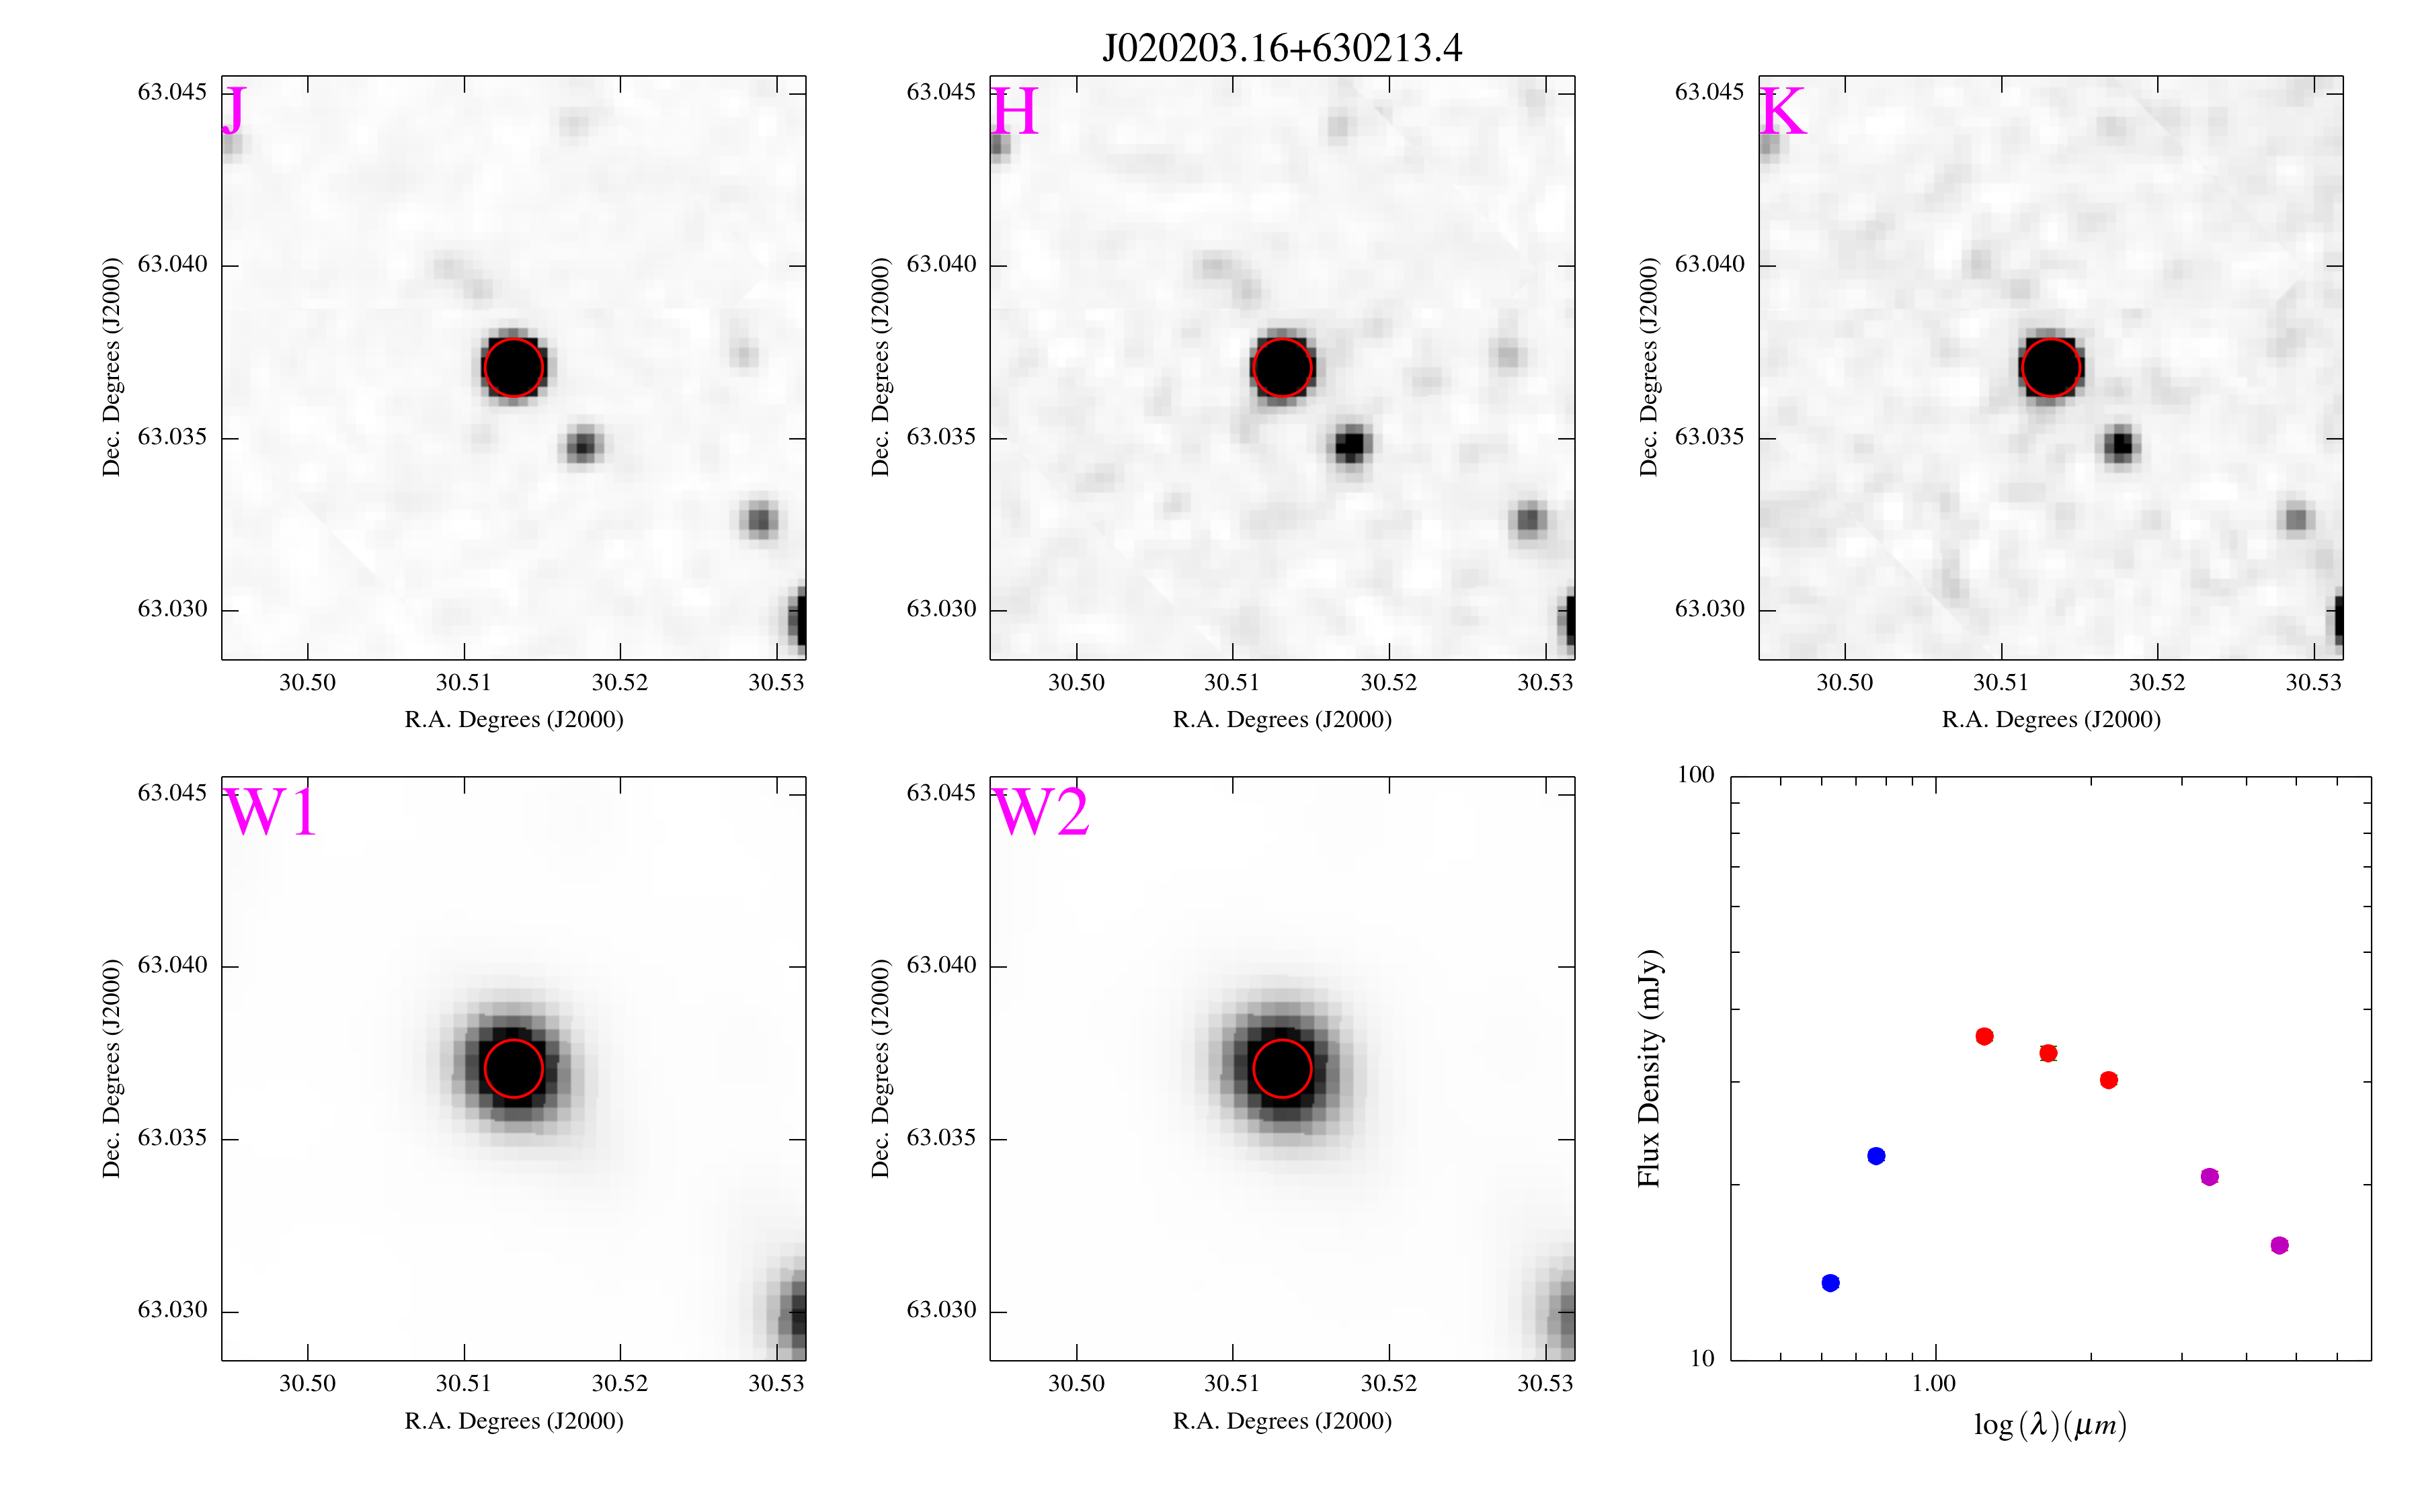 J020203.16+630213.4
J
63.045
63.040
63.035
63.030
Dec. Degrees (J2000)
30.50 30.51 30.52 30.53
R.A. Degrees (J2000)
H
63.045
63.040
63.035
63.030
Dec. Degrees (J2000)
30.50 30.51 30.52 30.53
R.A. Degrees (J2000)
K
63.045
63.040
63.035
63.030
Dec. Degrees (J2000)
30.50 30.51 30.52 30.53
R.A. Degrees (J2000)
W1
63.045
63.040
63.035
63.030
Dec. Degrees (J2000)
30.50 30.51 30.52 30.53
R.A. Degrees (J2000)
W2
63.045
63.040
63.035
63.030
Dec. Degrees (J2000)
30.50 30.51 30.52 30.53
R.A. Degrees (J2000)
100
10
Flux Density (mJy)
1.00
log (λ)(μm)